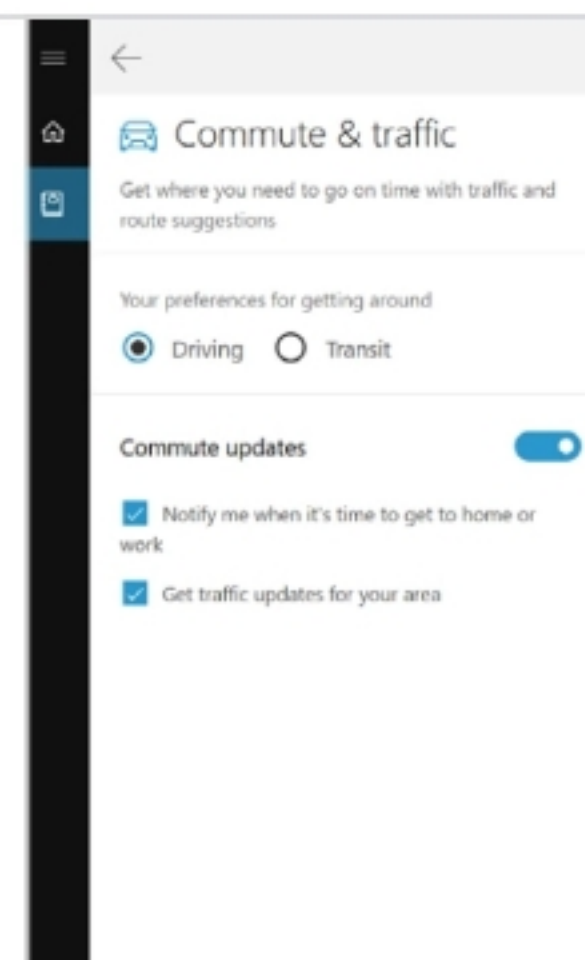 Commute & traffic
Get where you need to go on time with traffic and
route suggestions
Your preferences for getting around
Driving Transit
Commute updates
Notify me when it's time to get to home or
work
Get traffic updates for your area